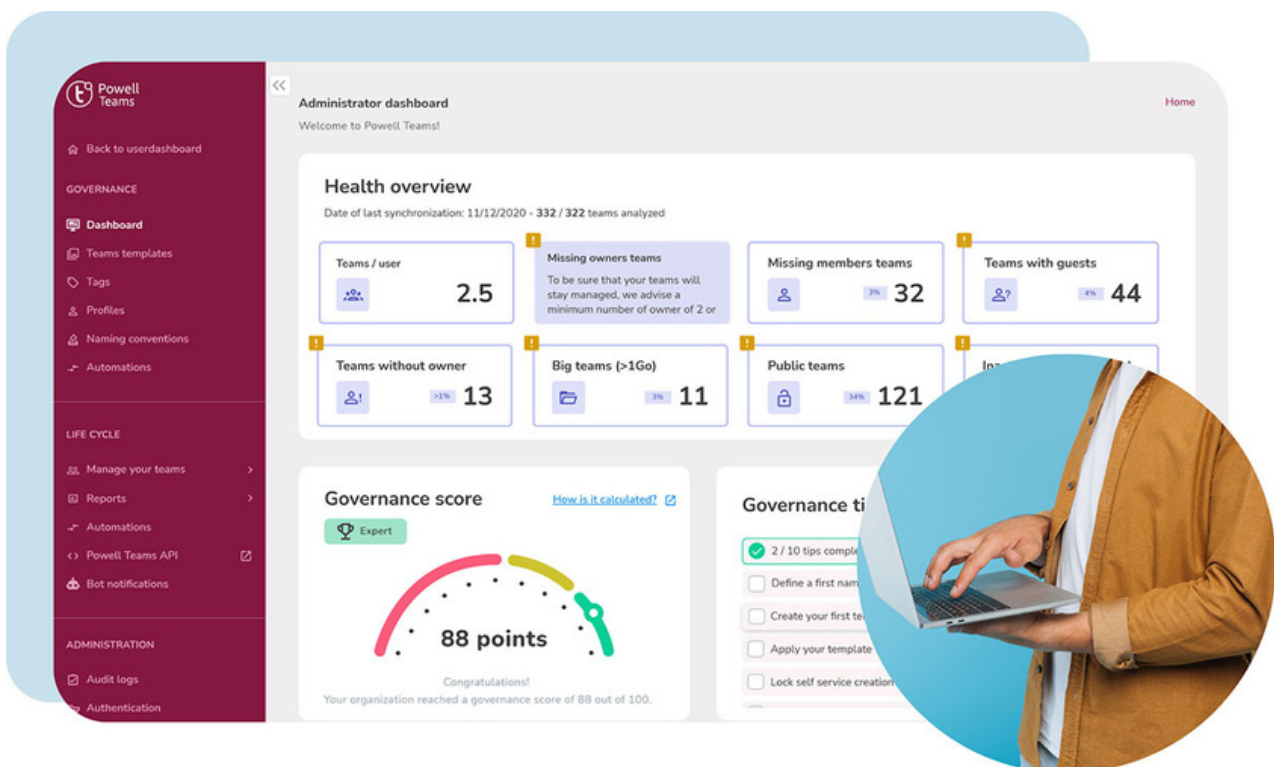 Powell
Teams
Back to userdashboard
GOVERNANCE
Dashboard
Teams templates
Tags
Profiles
Naming conventions
Automations
LIFE CYCLE
Manage your teams
Reports
Automations
Powell Teams API
Bot notifications
ADMINISTRATION
Audit logs
Authentication
Administrator dashboard
Home
Welcome to Powell Teams!
Health overview
Date of last synchronization: 11/12/2020 - 332 / 322 teams analyzed
Teams / user
2.5
Missing owners teams
To be sure that your teams will
stay managed, we advise a
minimum number of owner of 2 or
Missing members teams
3% 32
Teams with guests
4% 44
Teams without owner
>1% 13
Big teams (>1Go)
3% 11
Public teams
34% 121
Governance score
How is it calculated?
Expert
88 points
Congratulations!
Your organization reached a governance score of 88 out of 100.
Governance
2 / 10 tips
Define a first
Create your first
Apply your template
Lock self service creation